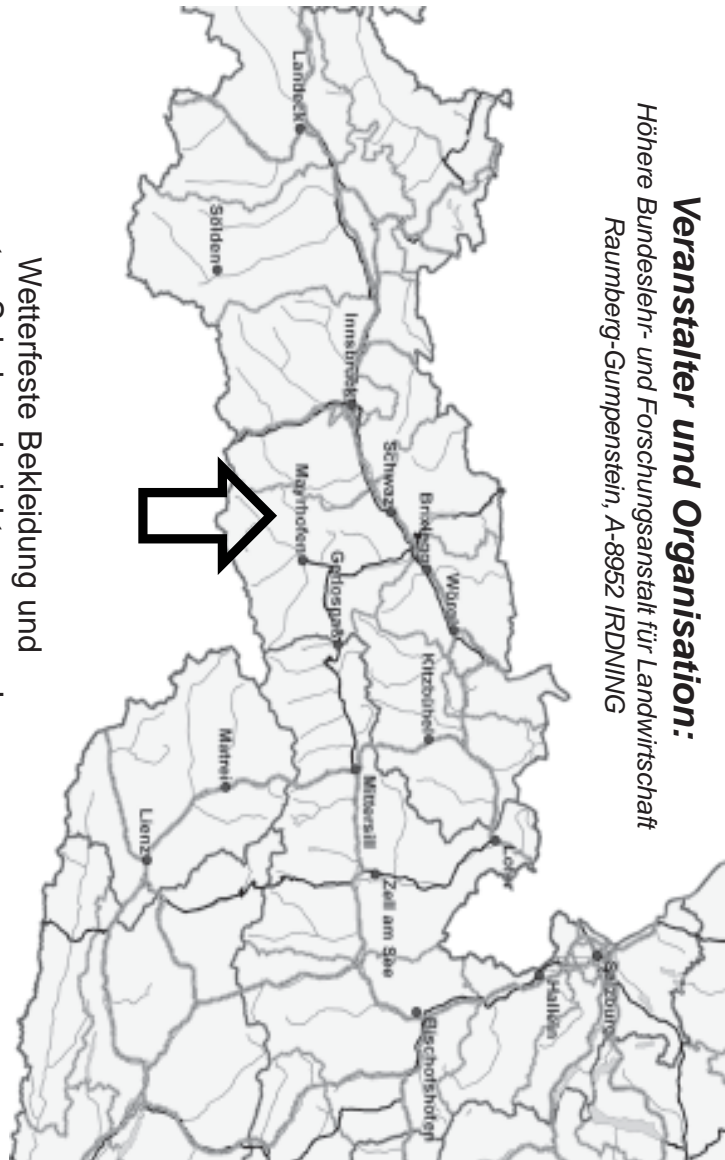 Veranstalter und Organisation:
Höhere Bundeslehr- und Forschungsanstalt für Landwirtschaft
Raumberg-Gumpenstein, A-8952 IRDNING
Salzburg
Hallein
Lofer
Wörgl
Kitzbühel
Brixlegg
Bischofshofen
Schwaz
Zell am See
Mittersill
Innsbruck
Gerlospaß
Landeck
Mayrhofen
Matrei
Sölden
Lienz
Wetterfeste Bekleidung und